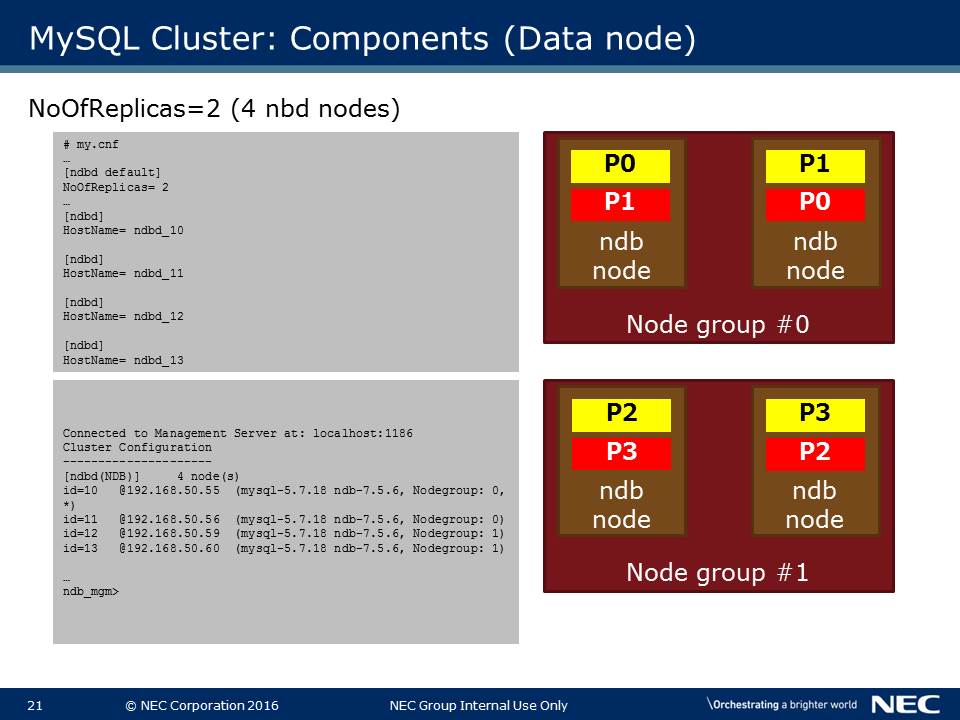 MySQL Cluster: Components (Data node)
NoOfReplicas=2 (4 nbd nodes)
# my.cnf
…
[ndbd default]
NoOfReplicas= 2
…
[ndbd]
HostName= ndbd_10
[ndbd]
HostName= ndbd_11
[ndbd]
HostName= ndbd_12
[ndbd]
HostName= ndbd_13
Connected to Management Server at: localhost:1186
Cluster Configuration
---------------------
[ndbd(NDB)]     4 node(s)
id=10   @192.168.50.55  (mysql-5.7.18 ndb-7.5.6, Nodegroup: 0,
*)
id=11   @192.168.50.56  (mysql-5.7.18 ndb-7.5.6, Nodegroup: 0)
id=12   @192.168.50.59  (mysql-5.7.18 ndb-7.5.6, Nodegroup: 1)
id=13   @192.168.50.60  (mysql-5.7.18 ndb-7.5.6, Nodegroup: 1)
…
ndb_mgm>
P0
P1
ndb
node
P1
P0
ndb
node
Node group #0
P2
P3
ndb
node
P3
P2
ndb
node
Node group #1
21
© NEC Corporation 2016
NEC Group Internal Use Only
\Orchestrating a brighter world
NEC